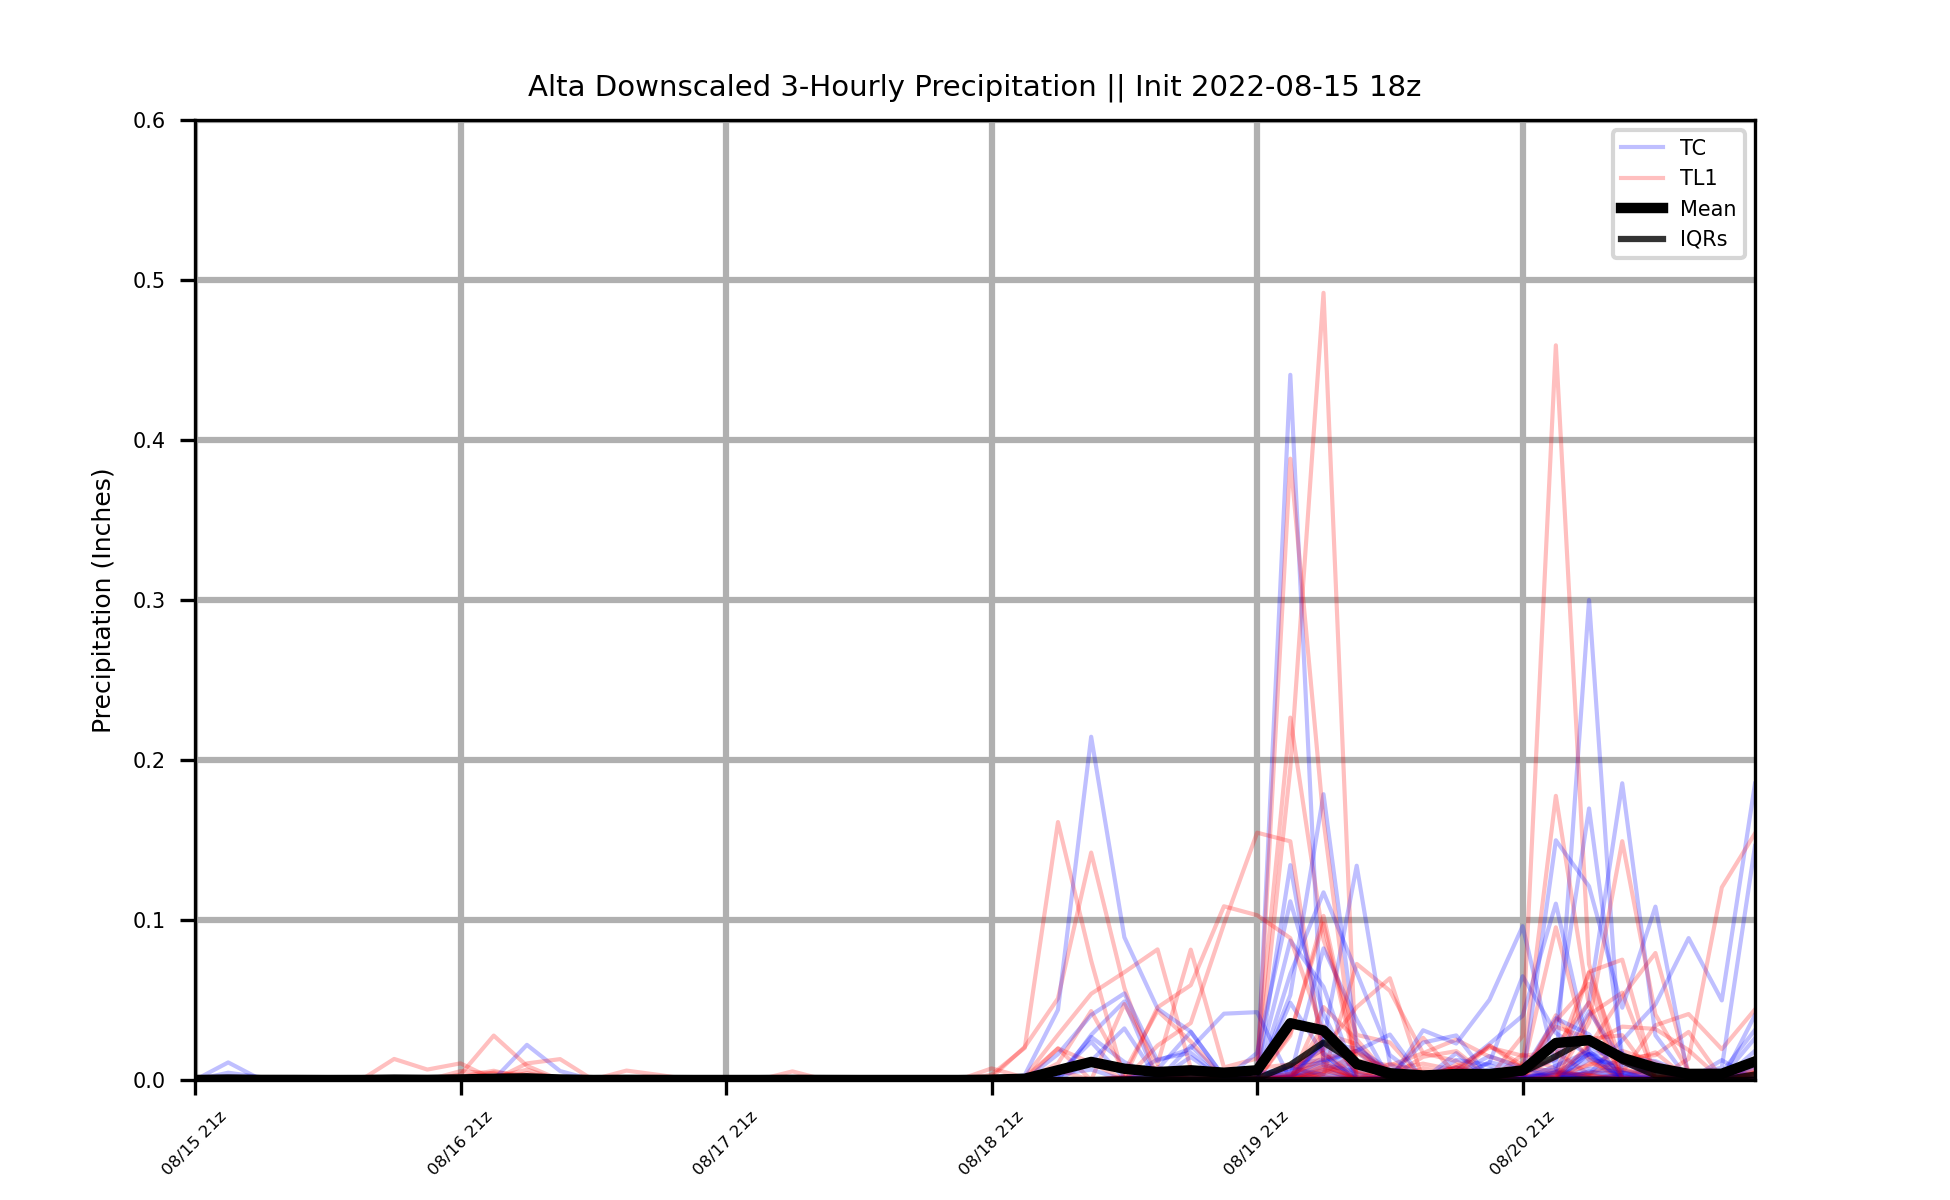 Alta Downscaled 3-Hourly Precipitation || Init 2022-08-15 18z
0.6
0.5
0.4
0.3
0.2
0.1
0.0
Precipitation (Inches)
TC
TL1
Mean
IQRs
08/15 21z
08/16 21z
08/17 21z
08/18 21z
08/19 21z
08/20 21z